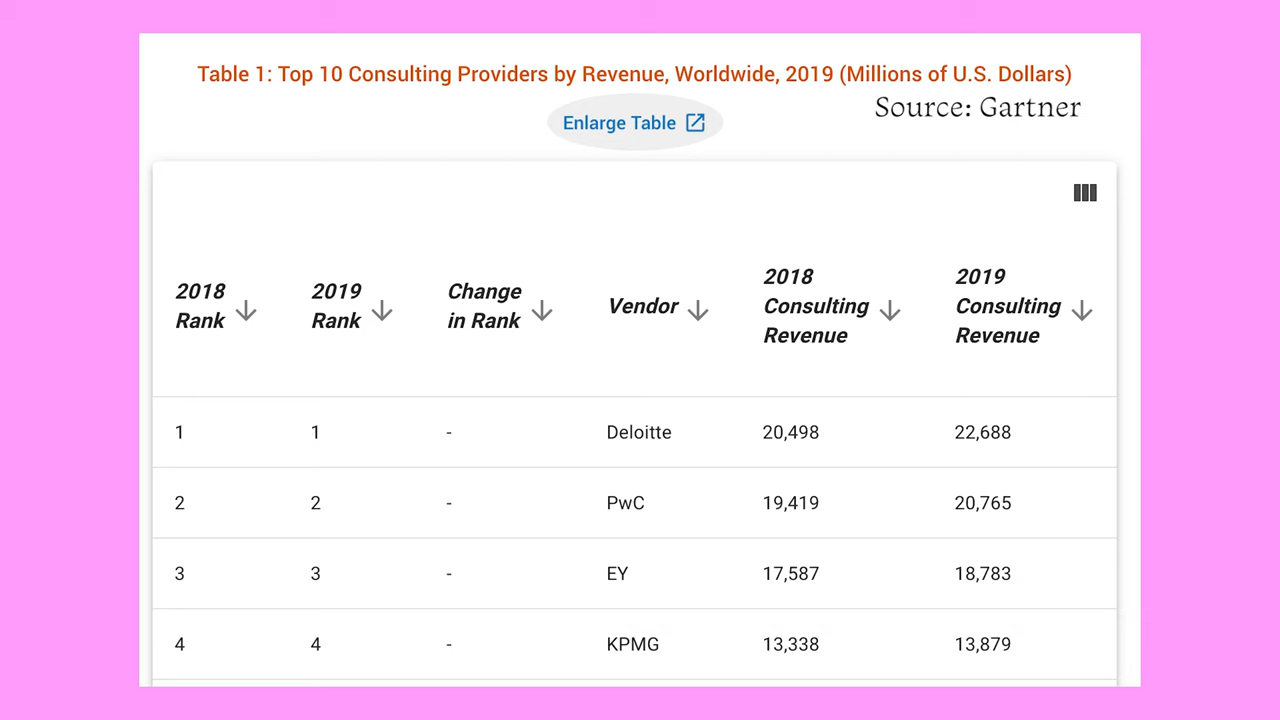 Table 1: Top 10 Consulting Providers by Revenue, Worldwide, 2019 (Millions of U.S. Dollars)
Source: Gartner
Enlarge Table
2018 Rank 2019 Rank Change in Rank Vendor 2018 Consulting Revenue 2019 Consulting Revenue
1 1 - Deloitte 20,498 22,688
2 2 - PwC 19,419 20,765
3 3 - EY 17,587 18,783
4 4 - KPMG 13,338 13,879